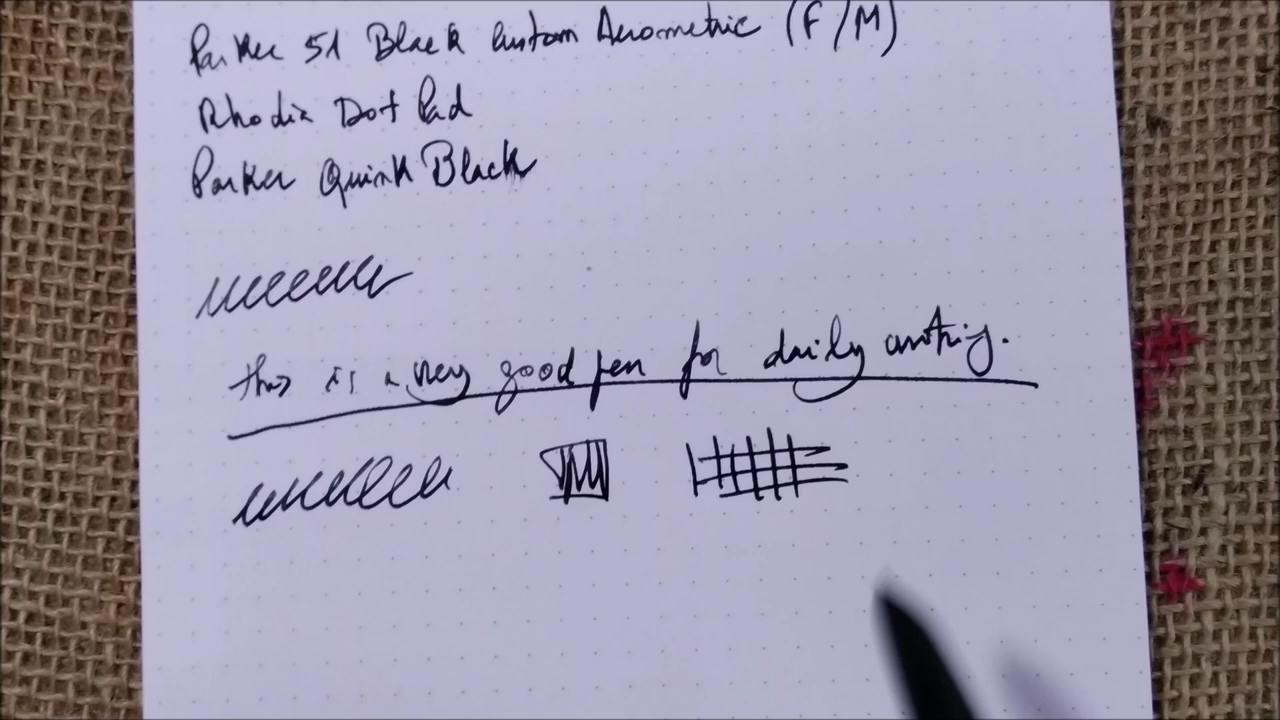 Parker 51 Black Custom Aerometric (F/M)
Rhodia Dot Pad
Parker Quink Black
this is a very good pen for daily writing.